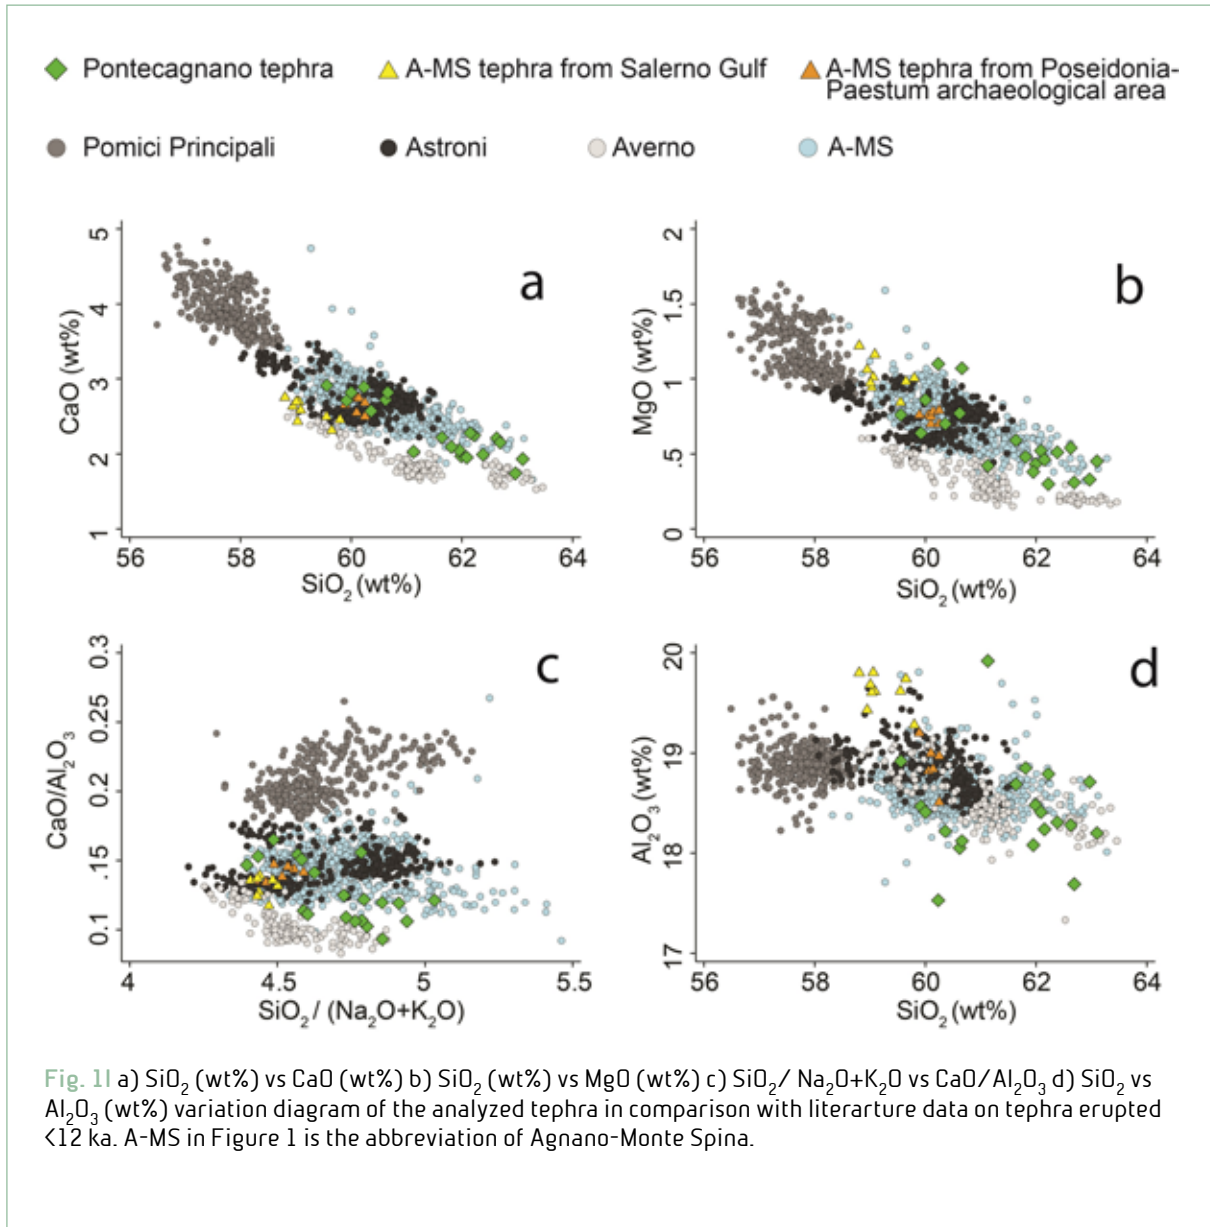 Pontecagnano tephra
A-MS tephra from Salerno Gulf
A-MS tephra from Poseidonia-
Paestum archaeological area
Pomici Principali
Astroni
Averno
A-MS
a
5
4
3
2
1
CaO (wt%)
56 58 60 62 64
SiO₂ (wt%)
b
2
1.5
1
.5
0
MgO (wt%)
56 58 60 62 64
SiO₂ (wt%)
c
0.3
0.25
0.2
.15
0.1
CaO/Al₂O₃
4 4.5 5 5.5
SiO₂ / (Na₂O+K₂O)
d
20
19
18
17
Al₂O₃ (wt%)
56 58 60 62 64
SiO₂ (wt%)
Fig. 1| a) SiO₂ (wt%) vs CaO (wt%) b) SiO₂ (wt%) vs MgO (wt%) c) SiO₂/ Na₂O+K₂O vs CaO/Al₂O₃ d) SiO₂ vs
Al₂O₃ (wt%) variation diagram of the analyzed tephra in comparison with literarture data on tephra erupted
<12 ka. A-MS in Figure 1 is the abbreviation of Agnano-Monte Spina.